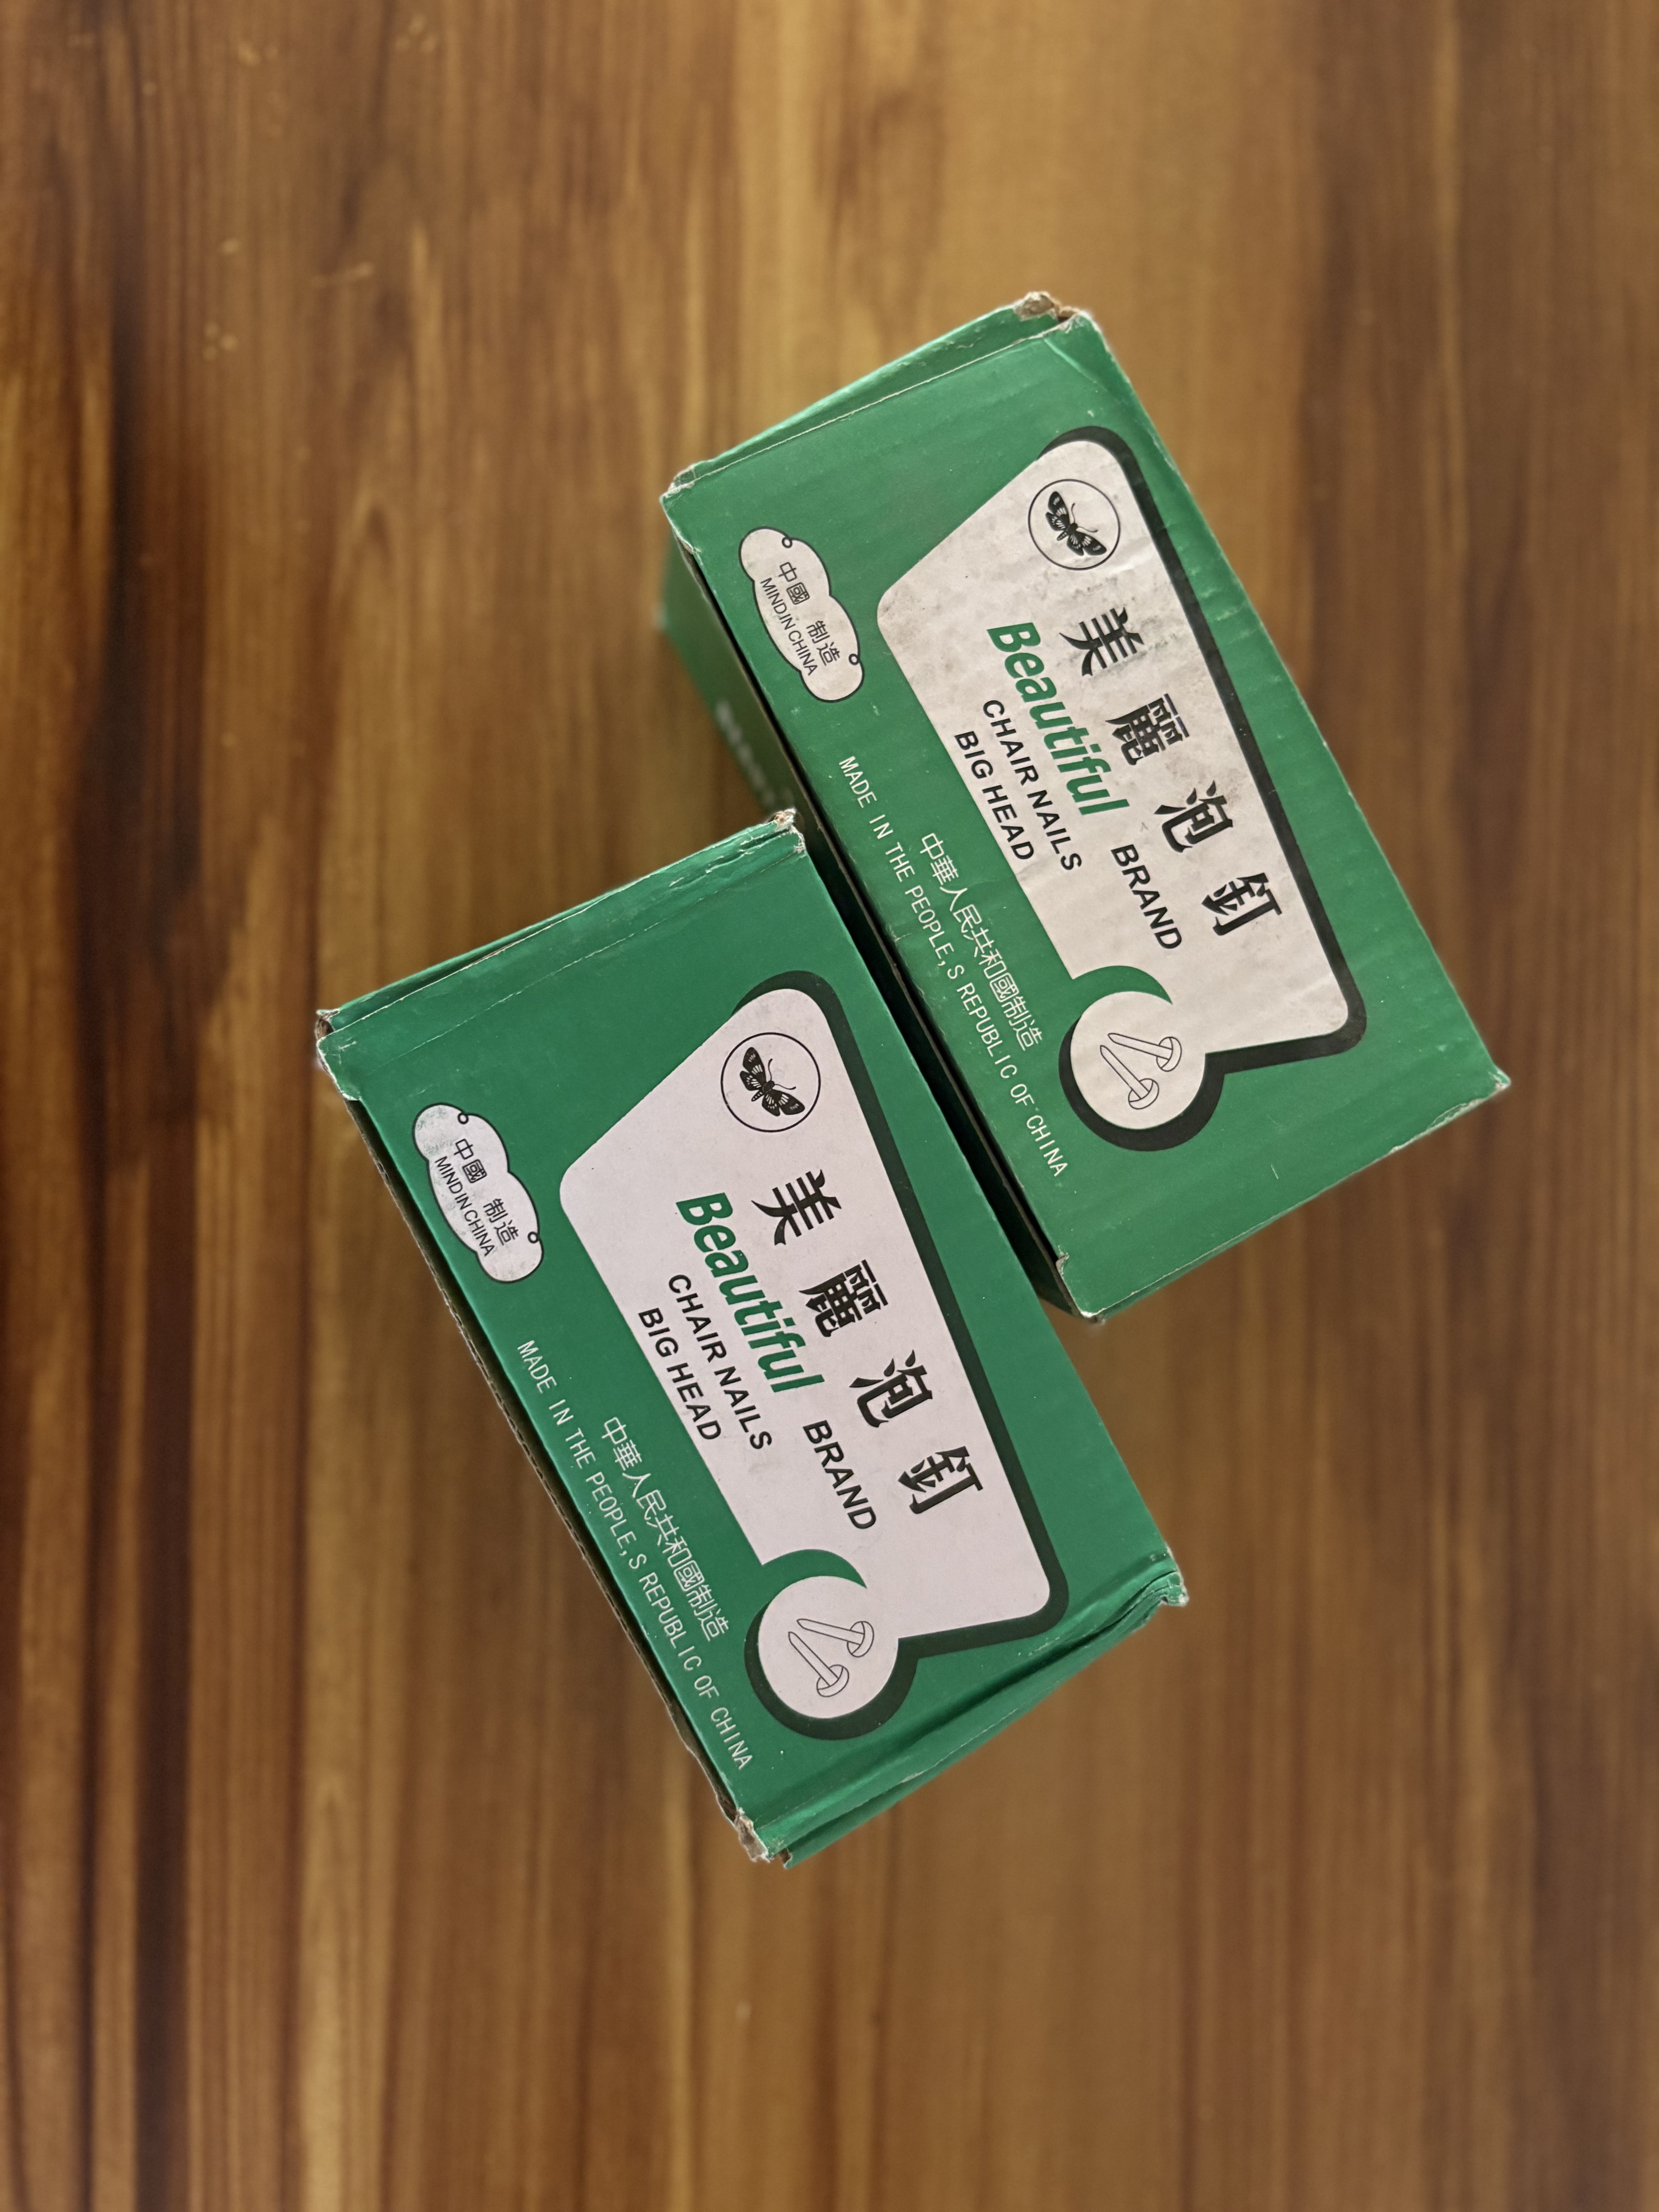 美麗泡釘
Beautiful BRAND
CHAIR NAILS
BIG HEAD
中國 制造
MIND IN CHINA
中華人民共和國制造
MADE IN THE PEOPLE,S REPUBLIC OF CHINA
美麗泡釘
Beautiful BRAND
CHAIR NAILS
BIG HEAD
中國 制造
MIND IN CHINA
中華人民共和國制造
MADE IN THE PEOPLE,S REPUBLIC OF CHINA